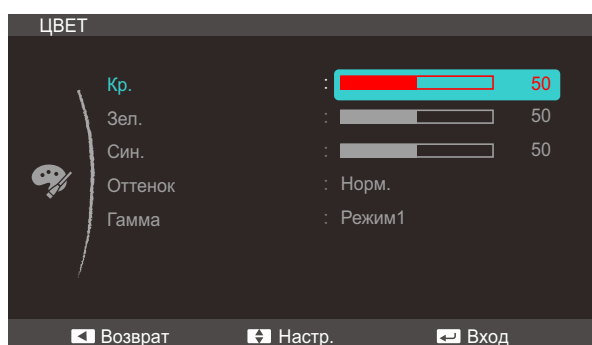 ЦВЕТ
Кр. : 50
Зел. : 50
Син. : 50
Оттенок : Норм.
Гамма : Режим1
Возврат Настр. Вход